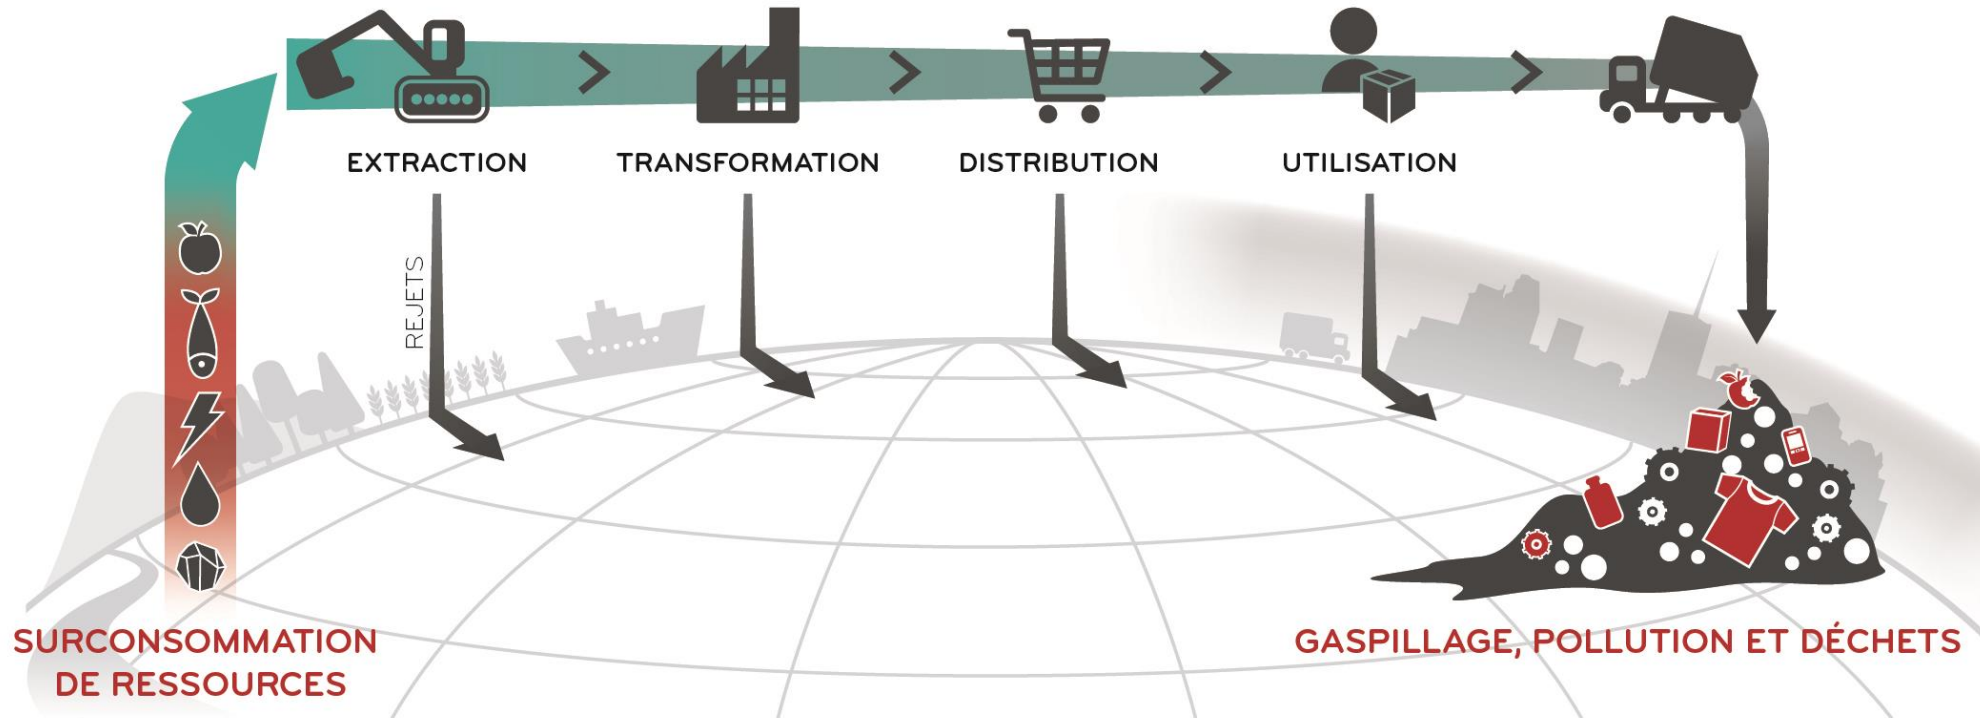 EXTRACTION
TRANSFORMATION
DISTRIBUTION
UTILISATION
REJETS
SURCONSOMMATION
DE RESSOURCES
GASPILLAGE, POLLUTION ET DÉCHETS